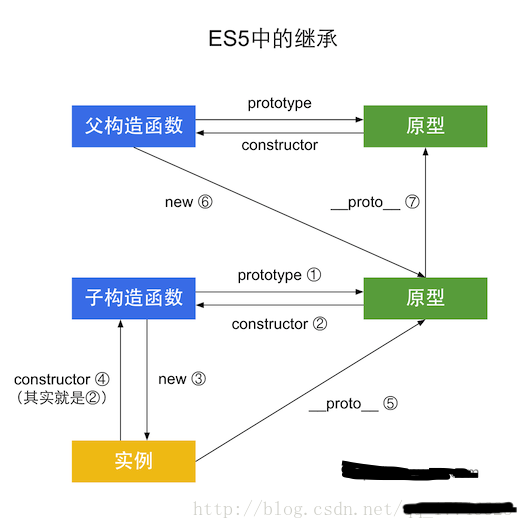 ES5中的继承
prototype
父构造函数
原型
constructor
new ⑥
__proto__ ⑦
prototype ①
子构造函数
原型
constructor ②
constructor ④
（其实就是②）
new ③
__proto__ ⑤
实例
http://blog.csdn.net/